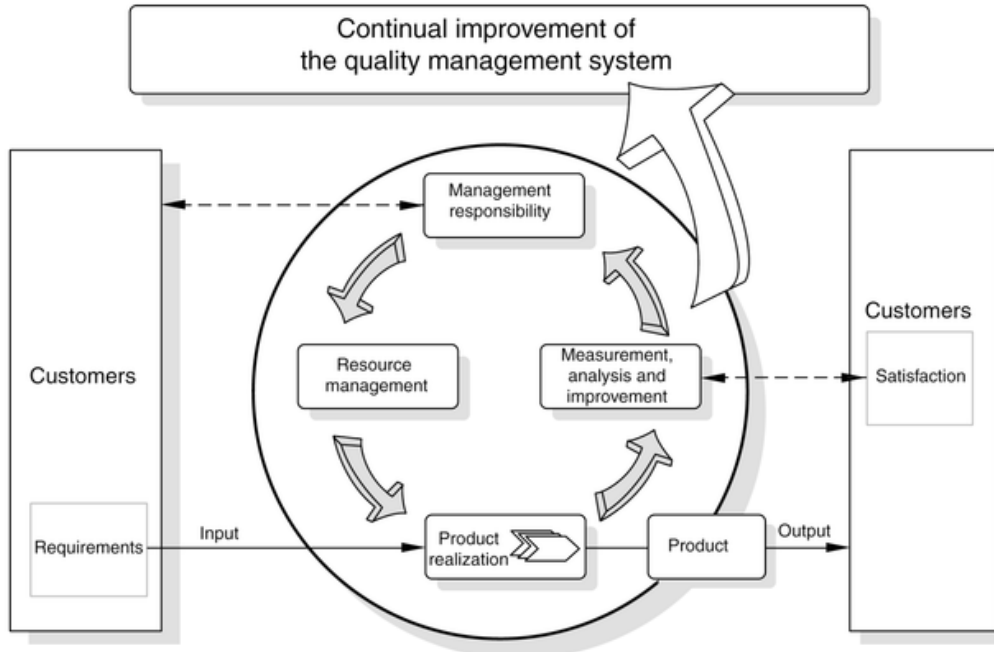 Continual improvement of
the quality management system
Management
responsibility
Customers
Resource
management
Measurement,
analysis and
improvement
Customers
Satisfaction
Requirements
Input
Product
realization
Product
Output